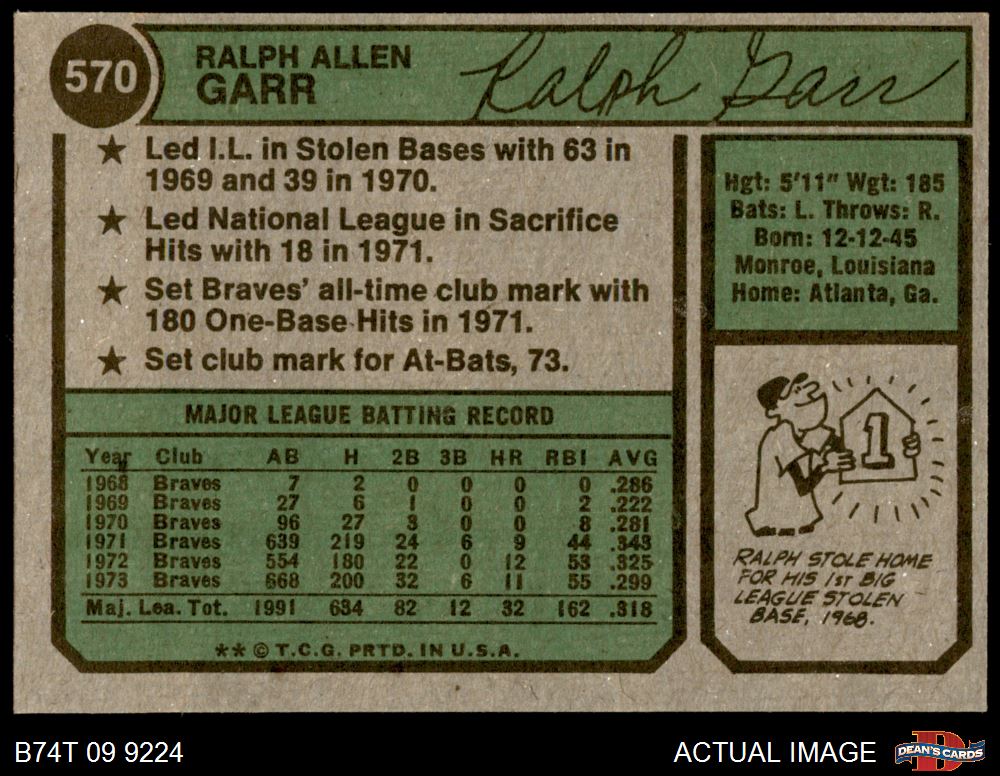 570
RALPH ALLEN
GARR
Ralph Garr
★ Led I.L. in Stolen Bases with 63 in
1969 and 39 in 1970.
★ Led National League in Sacrifice
Hits with 18 in 1971.
★ Set Braves' all-time club mark with
180 One-Base Hits in 1971.
★ Set club mark for At-Bats, 73.
Hgt: 5'11" Wgt: 185
Bats: L. Throws: R.
Born: 12-12-45
Monroe, Louisiana
Home: Atlanta, Ga.
MAJOR LEAGUE BATTING RECORD
Year Club AB H 2B 3B HR RBI AVG
1968 Braves 7 2 0 0 0 0 .286
1969 Braves 27 6 1 0 0 2 .222
1970 Braves 96 27 3 0 0 8 .281
1971 Braves 639 219 24 6 9 44 .343
1972 Braves 554 180 22 0 12 53 .325
1973 Braves 668 200 32 6 11 55 .299
Maj. Lea. Tot. 1991 634 82 12 32 162 .318
** © T.C.G. PRTD. IN U.S.A.
1
RALPH STOLE HOME
FOR HIS 1ST BIG
LEAGUE STOLEN
BASE, 1968.
B74T 09 9224
ACTUAL IMAGE
D
DEAN'S CARDS